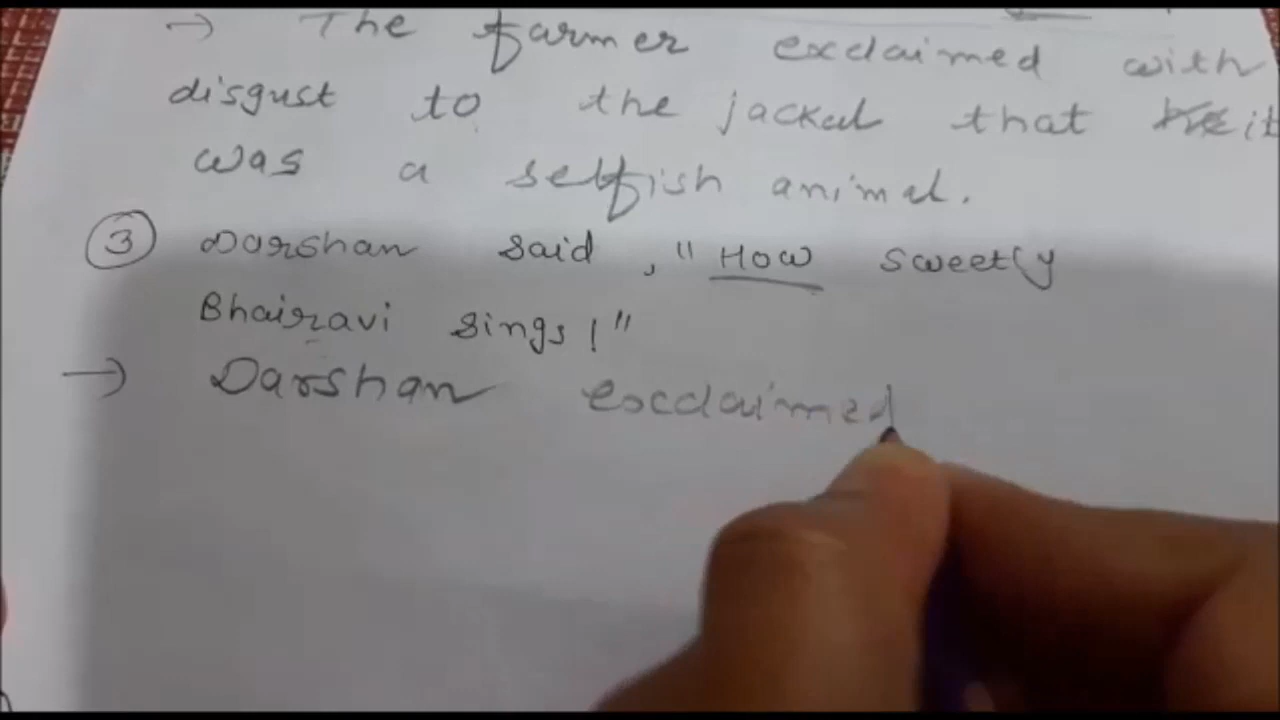 → The farmer exclaimed with
disgust to the jackal that it
was a selfish animal.
③ Darshan said, "How sweetly
Bhairavi sings!"
→ Darshan exclaimed